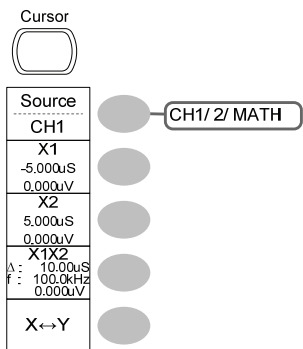 Cursor
Source
CH1
CH1/ 2/ MATH
X1
-5.000uS
0.000uV
X2
5.000uS
0.000uV
X1X2
Δ : 10.00uS
f : 100.0kHz
0.000uV
X↔Y